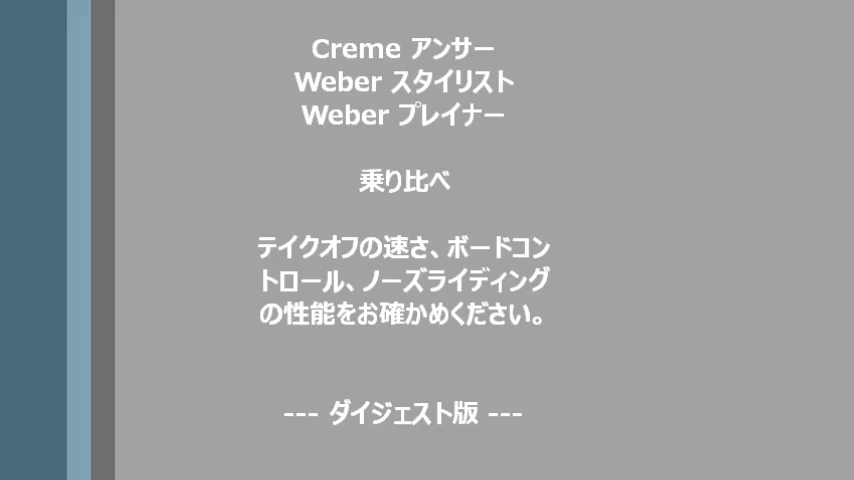 Creme アンサー
Weber スタイリスト
Weber プレイナー
乗り比べ
テイクオフの速さ、ボードコン
トロール、ノーズライディング
の性能をお確かめください。
--- ダイジェスト版 ---